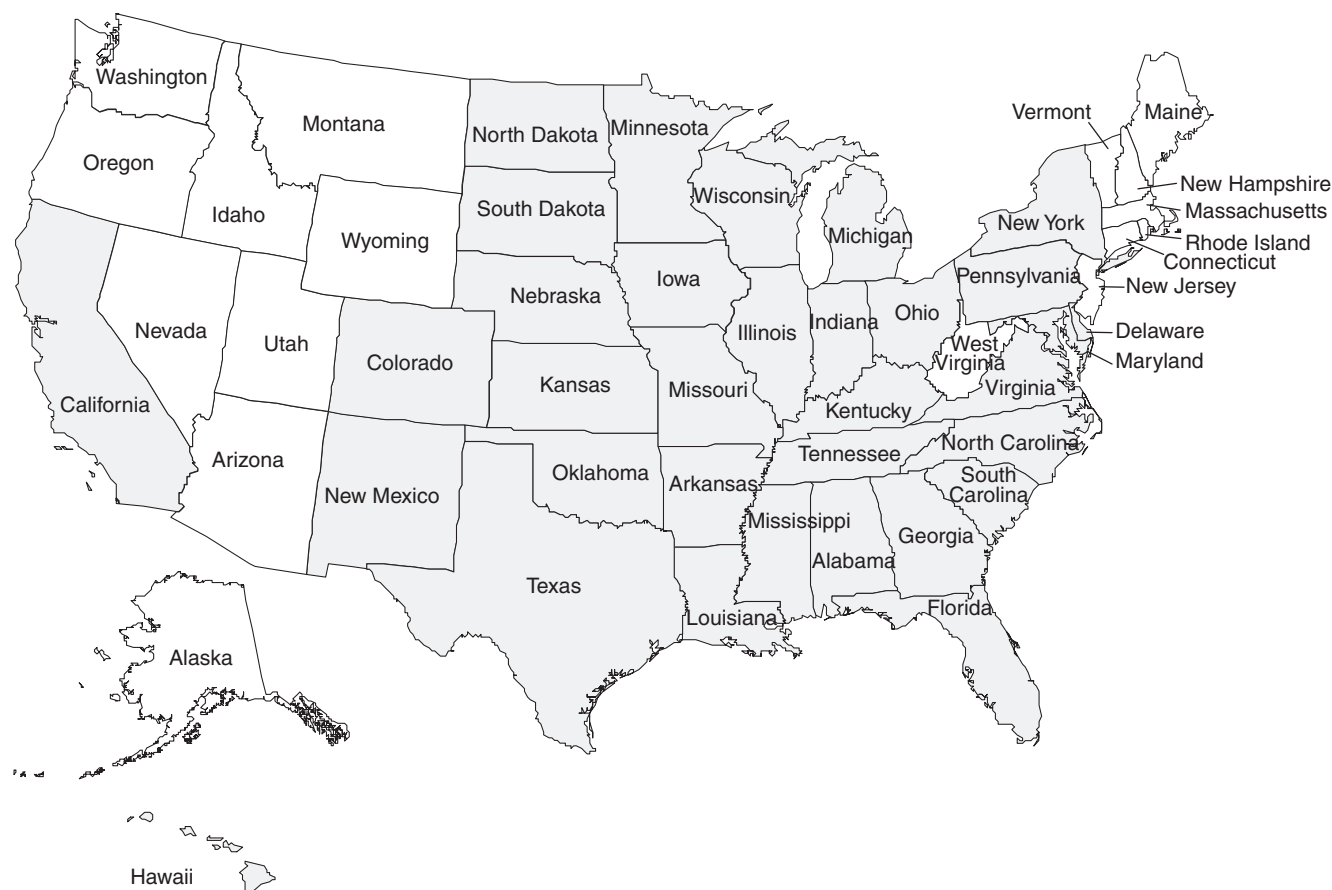 Washington
Montana
North Dakota
Minnesota
Vermont
Maine
Oregon
Idaho
Wyoming
South Dakota
Wisconsin
Michigan
New York
New Hampshire
Massachusetts
Rhode Island
Connecticut
New Jersey
Nevada
Utah
Colorado
Nebraska
Iowa
Illinois
Indiana
Ohio
Pennsylvania
West
Virginia
Virginia
Delaware
Maryland
California
Kansas
Missouri
Kentucky
Arizona
New Mexico
Oklahoma
Arkansas
Tennessee
North Carolina
South
Carolina
Texas
Louisiana
Mississippi
Alabama
Georgia
Florida
Alaska
Hawaii